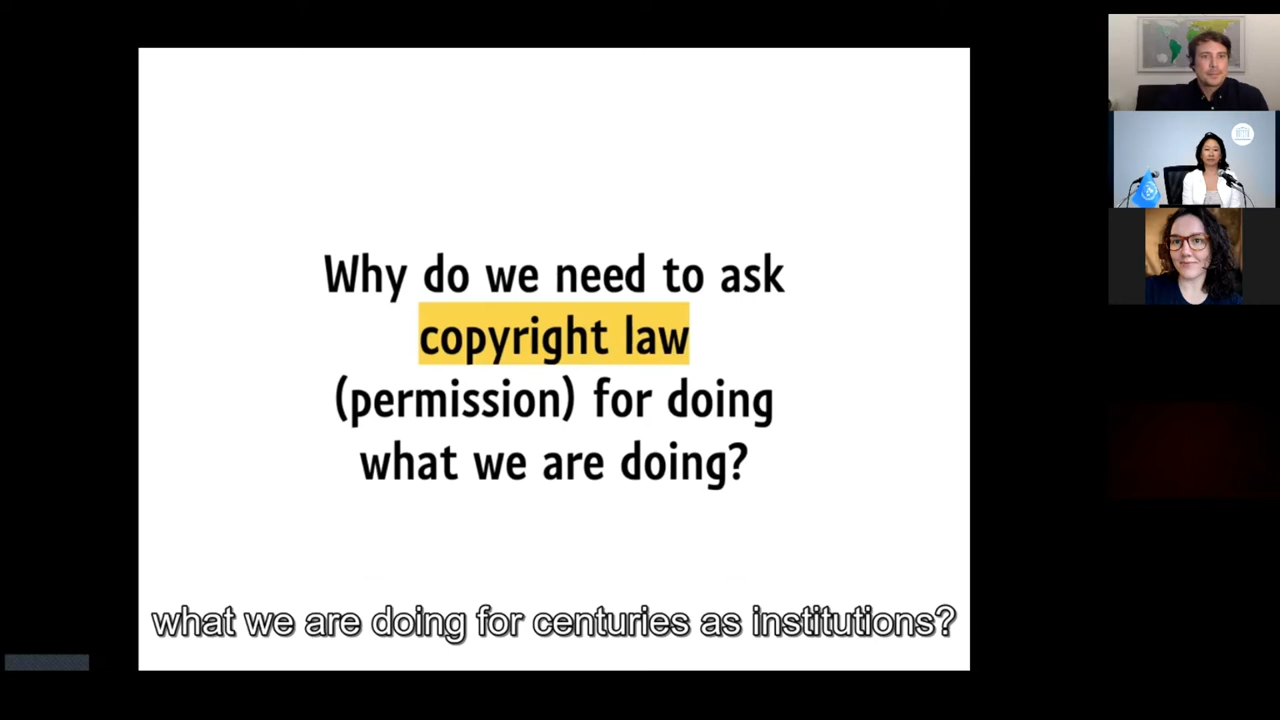 Why do we need to ask
copyright law
(permission) for doing
what we are doing?
what we are doing for centuries as institutions?